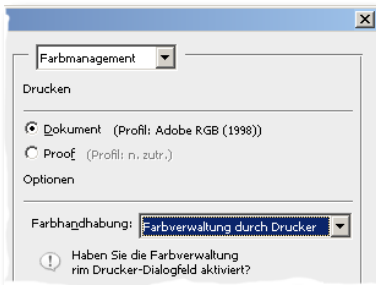 Farbmanagement
Drucken
Dokument (Profil: Adobe RGB (1998))
Proof (Profil: n. zutr.)
Optionen
Farbhandhabung: Farbverwaltung durch Drucker
Haben Sie die Farbverwaltung
rim Drucker-Dialogfeld aktiviert?